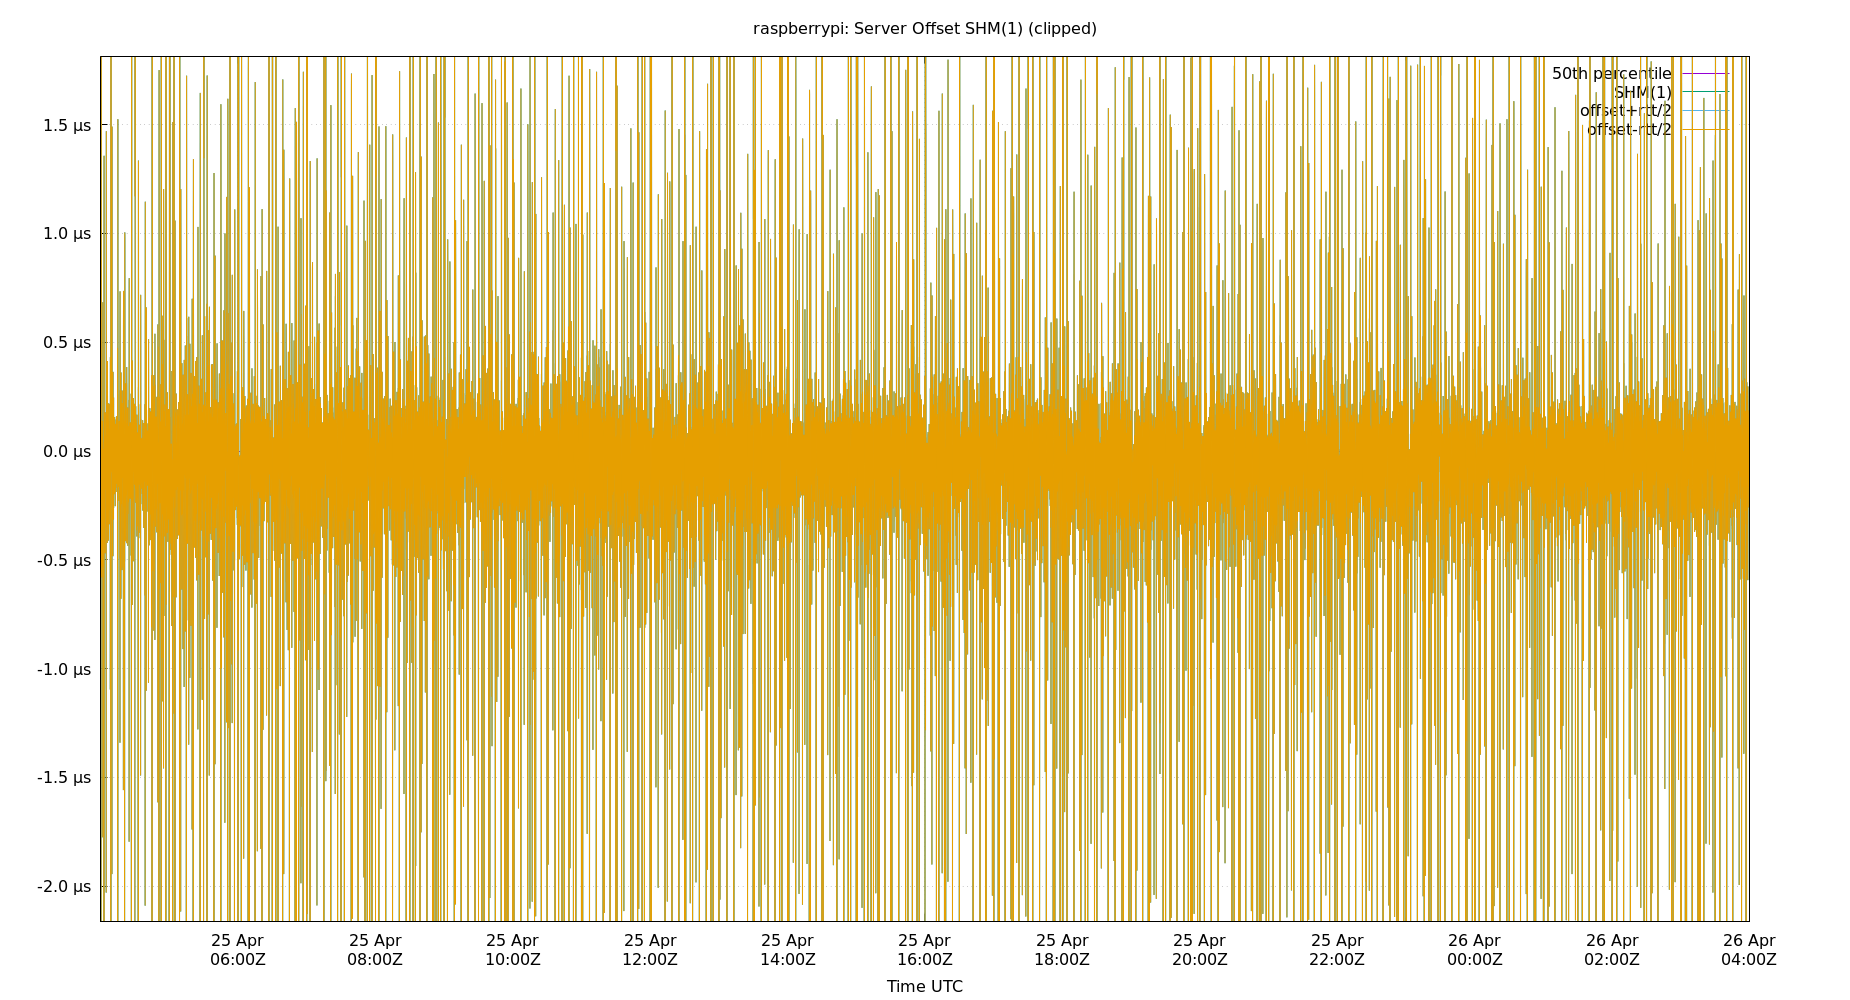 raspberrypi: Server Offset SHM(1) (clipped)
50th percentile
SHM(1)
offset+rtt/2
offset-rtt/2
1.5 µs
1.0 µs
0.5 µs
0.0 µs
-0.5 µs
-1.0 µs
-1.5 µs
-2.0 µs
25 Apr 25 Apr 25 Apr 25 Apr 25 Apr 25 Apr 25 Apr 25 Apr 25 Apr 26 Apr 26 Apr 26 Apr
06:00Z 08:00Z 10:00Z 12:00Z 14:00Z 16:00Z 18:00Z 20:00Z 22:00Z 00:00Z 02:00Z 04:00Z
Time UTC